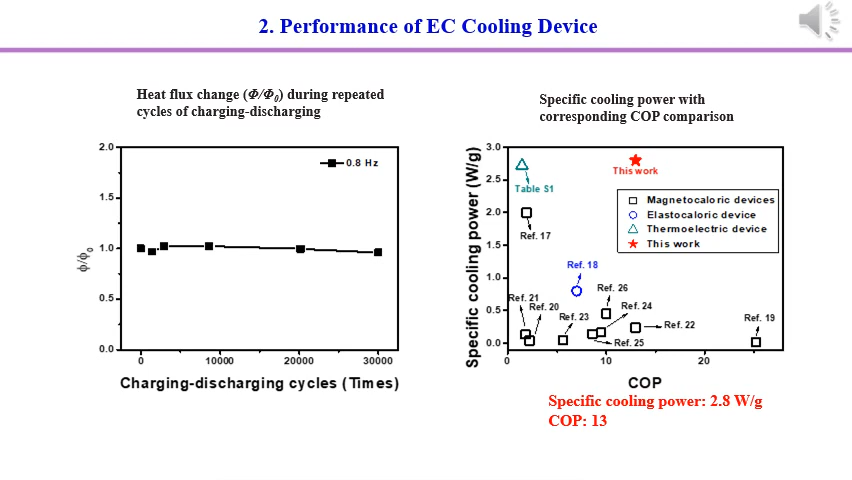 2. Performance of EC Cooling Device
Heat flux change (Φ/Φ0) during repeated
cycles of charging-discharging
2.0
1.5
1.0
0.5
0.0
ϕ/ϕ0
0.8 Hz
0
10000
20000
30000
Charging-discharging cycles (Times)
Specific cooling power with
corresponding COP comparison
Specific cooling power (W/g)
3.0
2.5
2.0
1.5
1.0
0.5
0.0
Table S1
This work
Magnetocaloric devices
Elastocaloric device
Thermoelectric device
This work
Ref. 17
Ref. 18
Ref. 26
Ref. 21
Ref. 20
Ref. 23
Ref. 24
Ref. 22
Ref. 19
Ref. 25
0
10
20
COP
Specific cooling power: 2.8 W/g
COP: 13